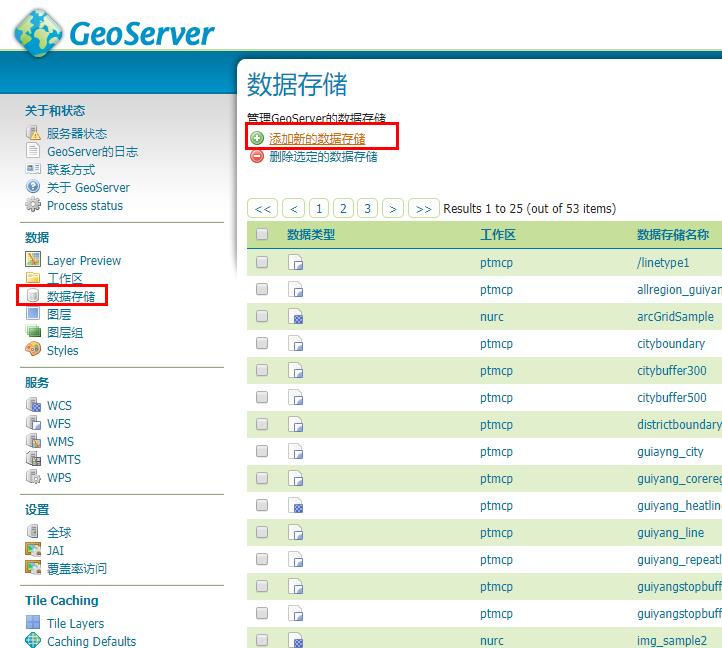 GeoServer
关于和状态
服务器状态
GeoServer的日志
联系方式
关于 GeoServer
Process status
数据
Layer Preview
工作区
数据存储
图层
图层组
Styles
服务
WCS
WFS
WMS
WMTS
WPS
设置
全球
JAI
覆盖率访问
Tile Caching
Tile Layers
Caching Defaults
数据存储
管理GeoServer的数据存储
添加新的数据存储
删除选定的数据存储
<< < 1 2 3 > >> Results 1 to 25 (out of 53 items)
数据类型 工作区 数据存储名称
ptmcp /linetype1
ptmcp allregion_guiyan
nurc arcGridSample
ptmcp cityboundary
ptmcp citybuffer300
ptmcp citybuffer500
ptmcp districtboundary
ptmcp guiayng_city
ptmcp guiyang_corereg
ptmcp guiyang_heatlin
ptmcp guiyang_line
ptmcp guiyang_repeatl
ptmcp guiyangstopbuff
ptmcp guiyangstopbuff
nurc img_sample2